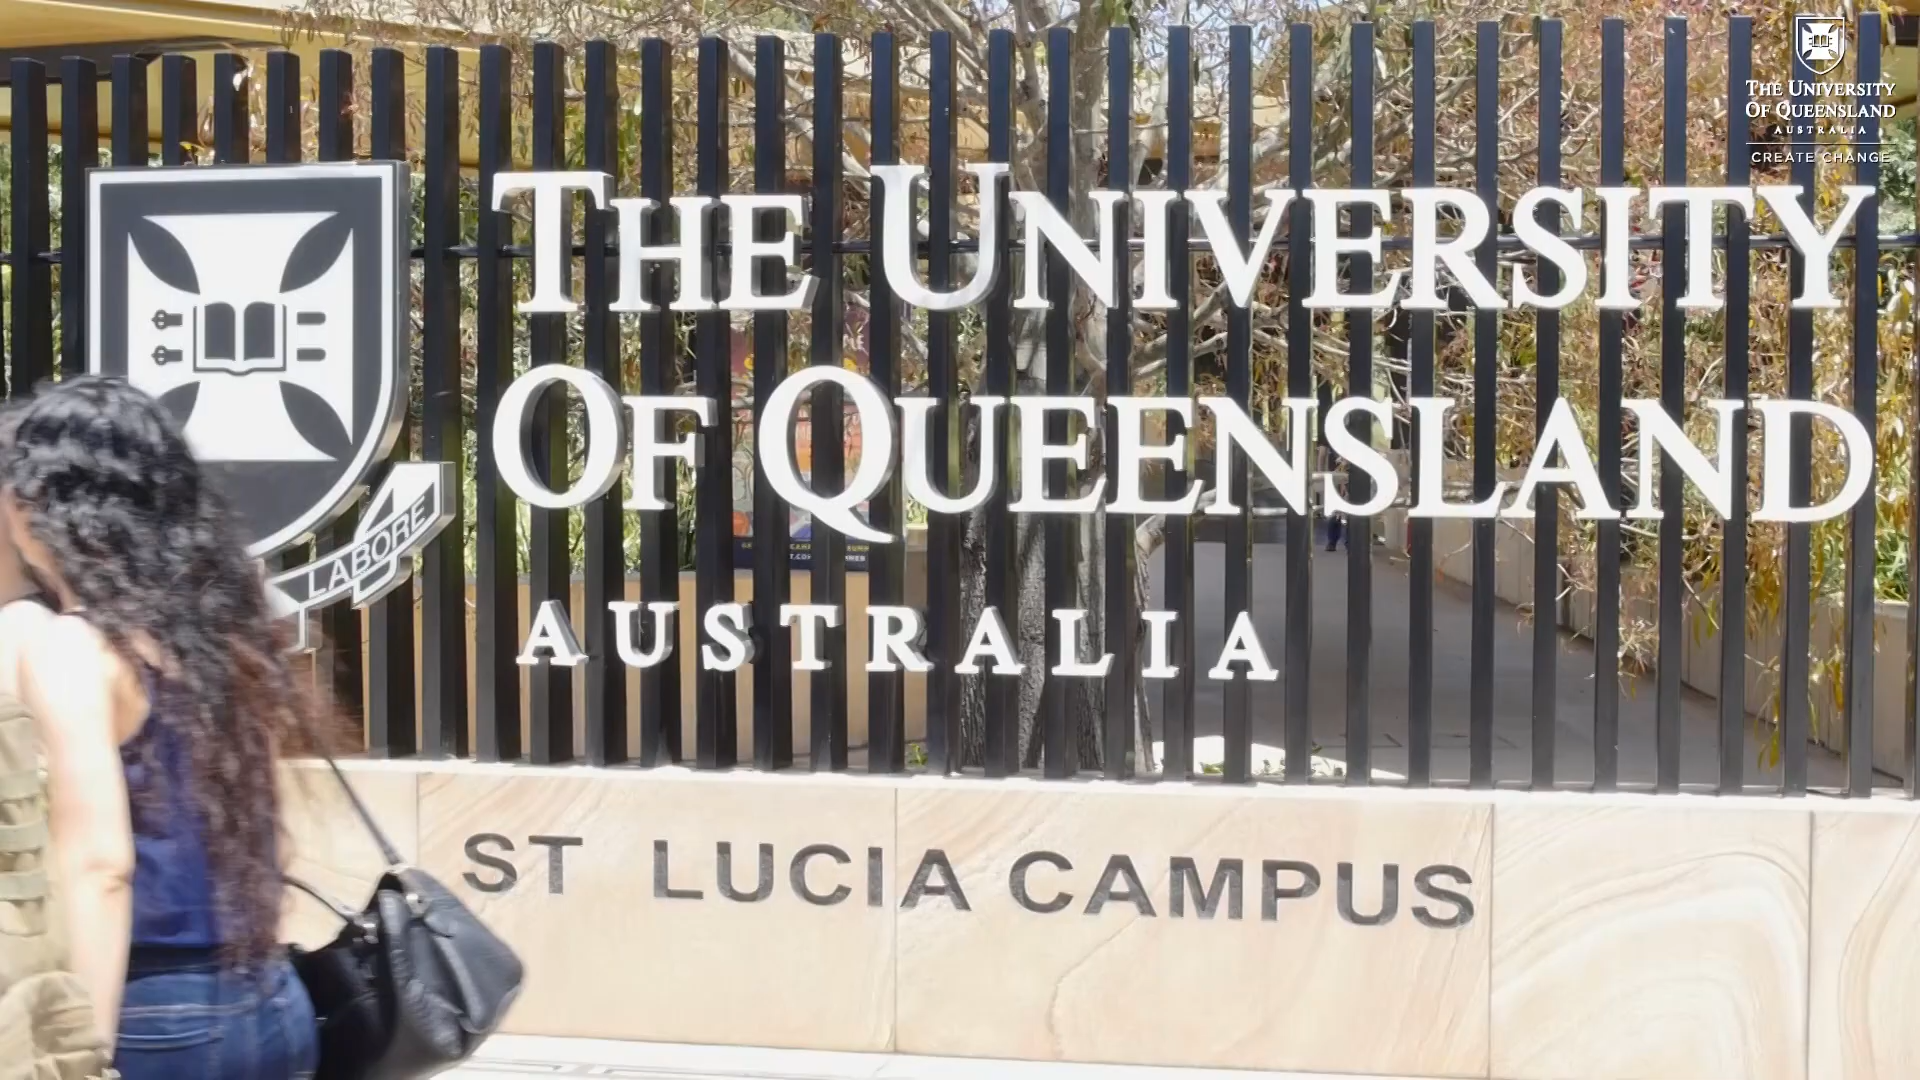 THE UNIVERSITY
OF QUEENSLAND
AUSTRALIA
CREATE CHANGE
THE UNIVERSITY
OF QUEENSLAND
AUSTRALIA
LABORE
ST LUCIA CAMPUS